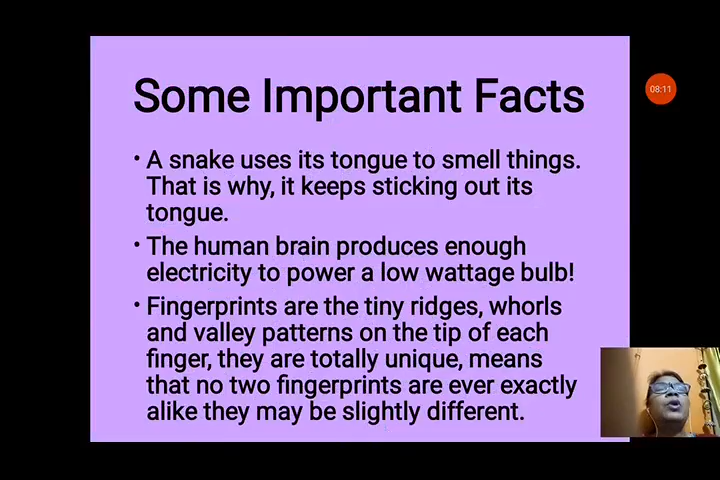 Some Important Facts
08:11
• A snake uses its tongue to smell things.
That is why, it keeps sticking out its
tongue.
• The human brain produces enough
electricity to power a low wattage bulb!
• Fingerprints are the tiny ridges, whorls
and valley patterns on the tip of each
finger, they are totally unique, means
that no two fingerprints are ever exactly
alike they may be slightly different.